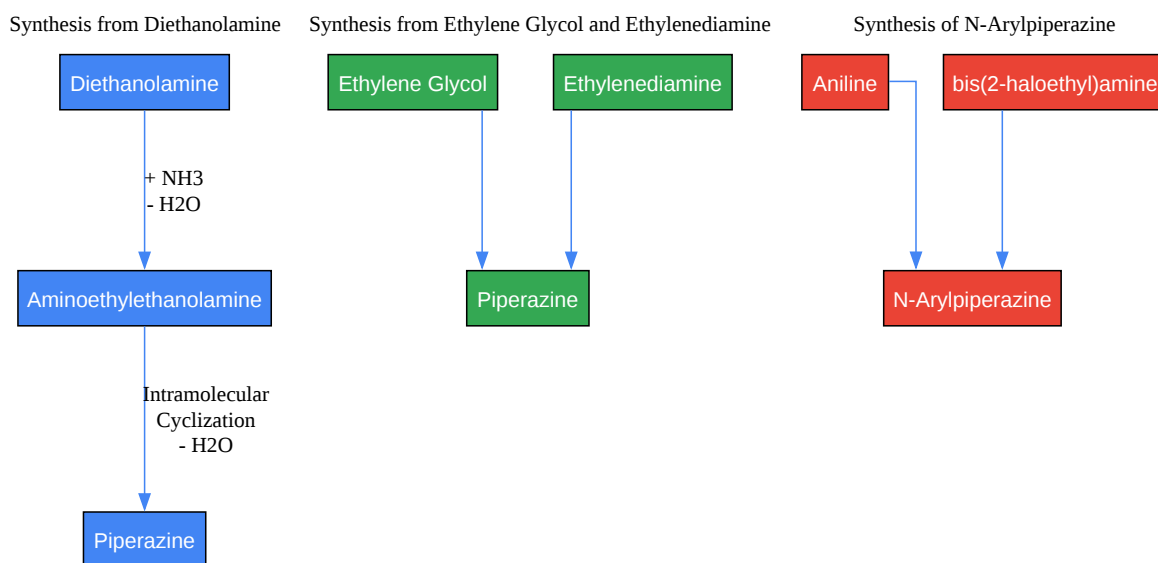 Synthesis from Diethanolamine
Diethanolamine
+ NH3
- H2O
Aminoethylethanolamine
Intramolecular
Cyclization
- H2O
Piperazine
Synthesis from Ethylene Glycol and Ethylenediamine
Ethylene Glycol
Ethylenediamine
Piperazine
Synthesis of N-Arylpiperazine
Aniline
bis(2-haloethyl)amine
N-Arylpiperazine